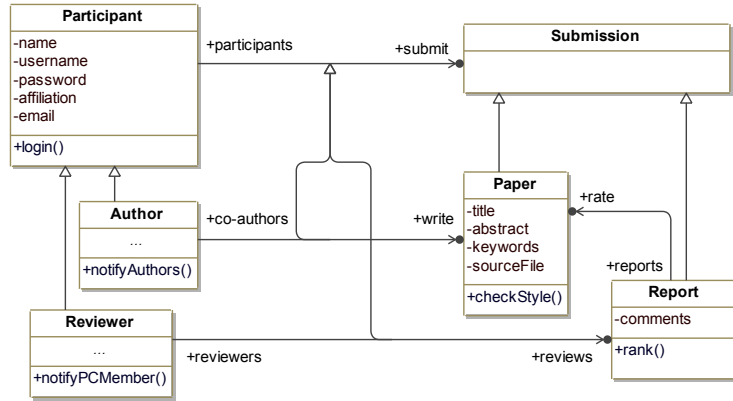 Participant
-name
-username
-password
-affiliation
-email
+login()
+participants
+submit
Submission
Author
...
+notifyAuthors()
+co-authors
+write
Paper
-title
-abstract
-keywords
-sourceFile
+checkStyle()
+rate
+reports
Report
-comments
+rank()
Reviewer
...
+notifyPCMember()
+reviewers
+reviews